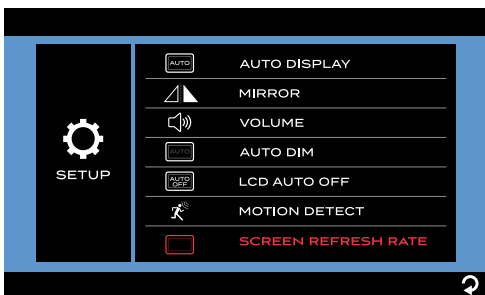 AUTO AUTO DISPLAY
MIRROR
VOLUME
AUTO AUTO DIM
SETUP
AUTO OFF LCD AUTO OFF
MOTION DETECT
SCREEN REFRESH RATE